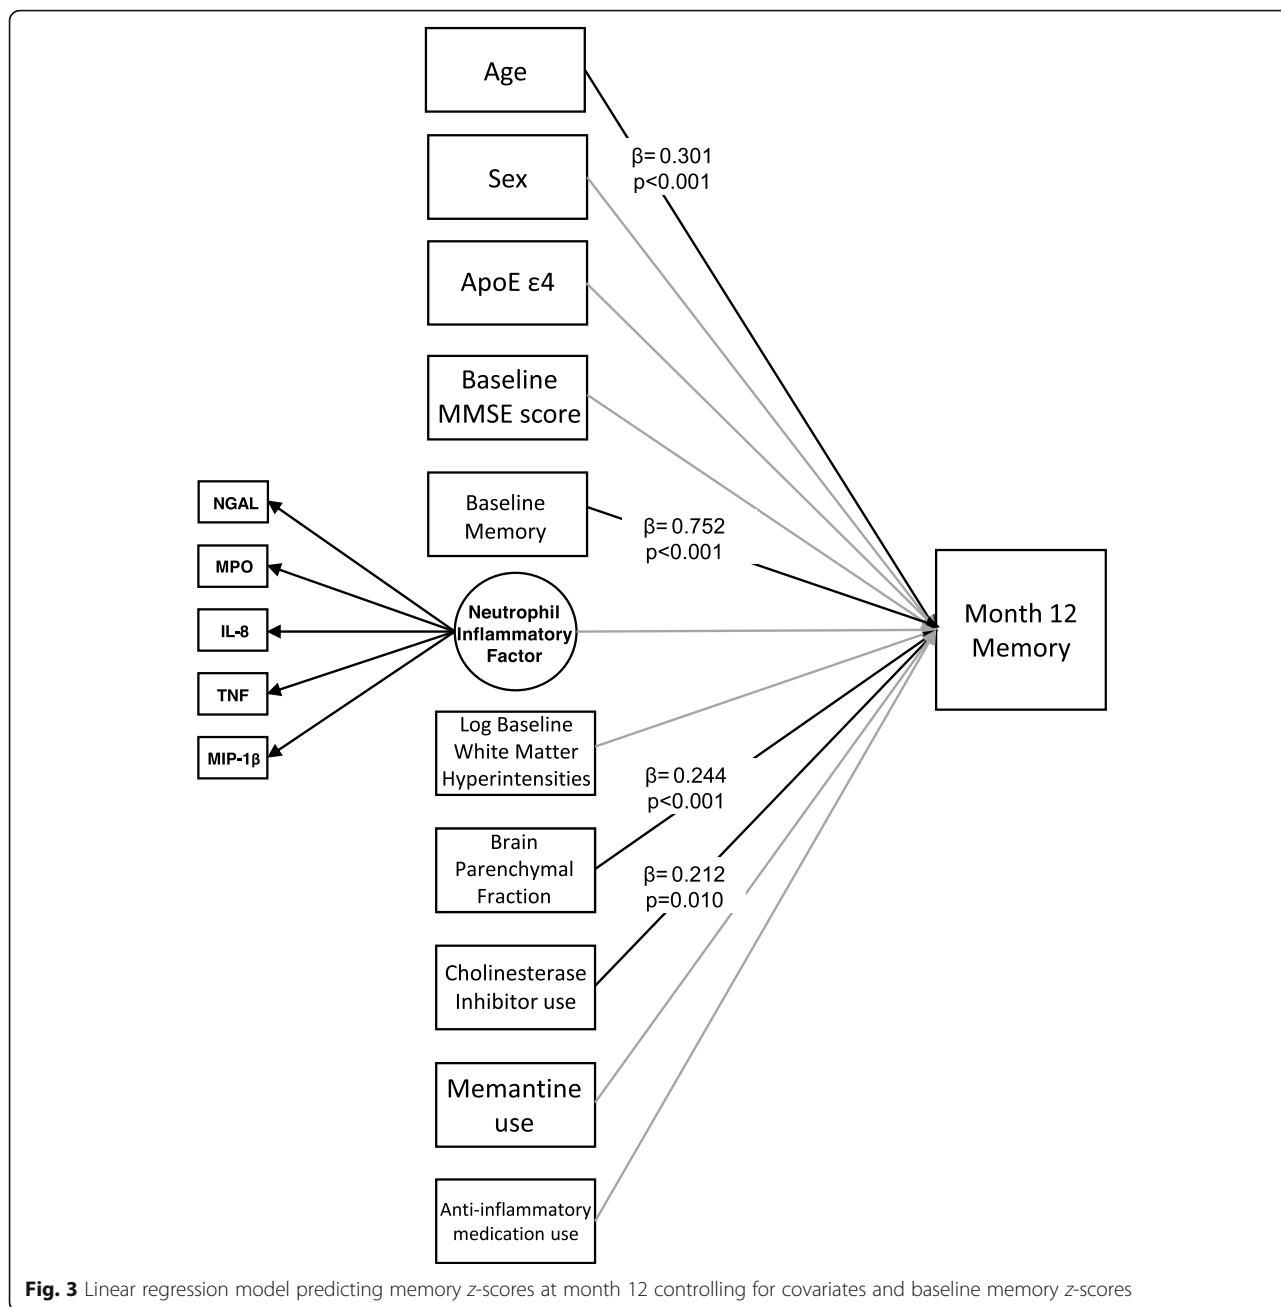 Age
β= 0.301
p<0.001
Sex
ApoE ε4
Baseline
MMSE score
Baseline
Memory
β= 0.752
p<0.001
NGAL
MPO
IL-8
TNF
MIP-1β
Neutrophil
Inflammatory
Factor
Month 12
Memory
Log Baseline
White Matter
Hyperintensities
β= 0.244
p<0.001
Brain
Parenchymal
Fraction
β= 0.212
p=0.010
Cholinesterase
Inhibitor use
Memantine
use
Anti-inflammatory
medication use
Fig. 3 Linear regression model predicting memory z-scores at month 12 controlling for covariates and baseline memory z-scores